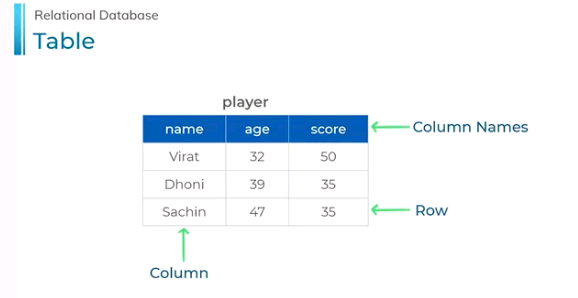 Relational Database
Table
player
name age score
Column Names
Virat 32 50
Dhoni 39 35
Sachin 47 35
Row
Column